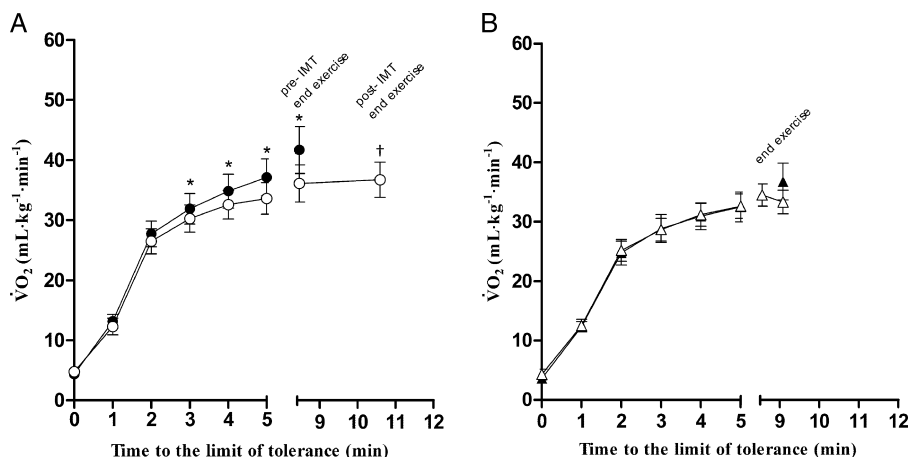 A
60
50
40
30
20
10
0
V̇O₂ (mL·kg⁻¹·min⁻¹)
pre- IMT
end exercise
post- IMT
end exercise
* * * * †
0 1 2 3 4 5 9 10 11 12
Time to the limit of tolerance (min)
B
60
50
40
30
20
10
0
V̇O₂ (mL·kg⁻¹·min⁻¹)
end exercise
0 1 2 3 4 5 9 10 11 12
Time to the limit of tolerance (min)